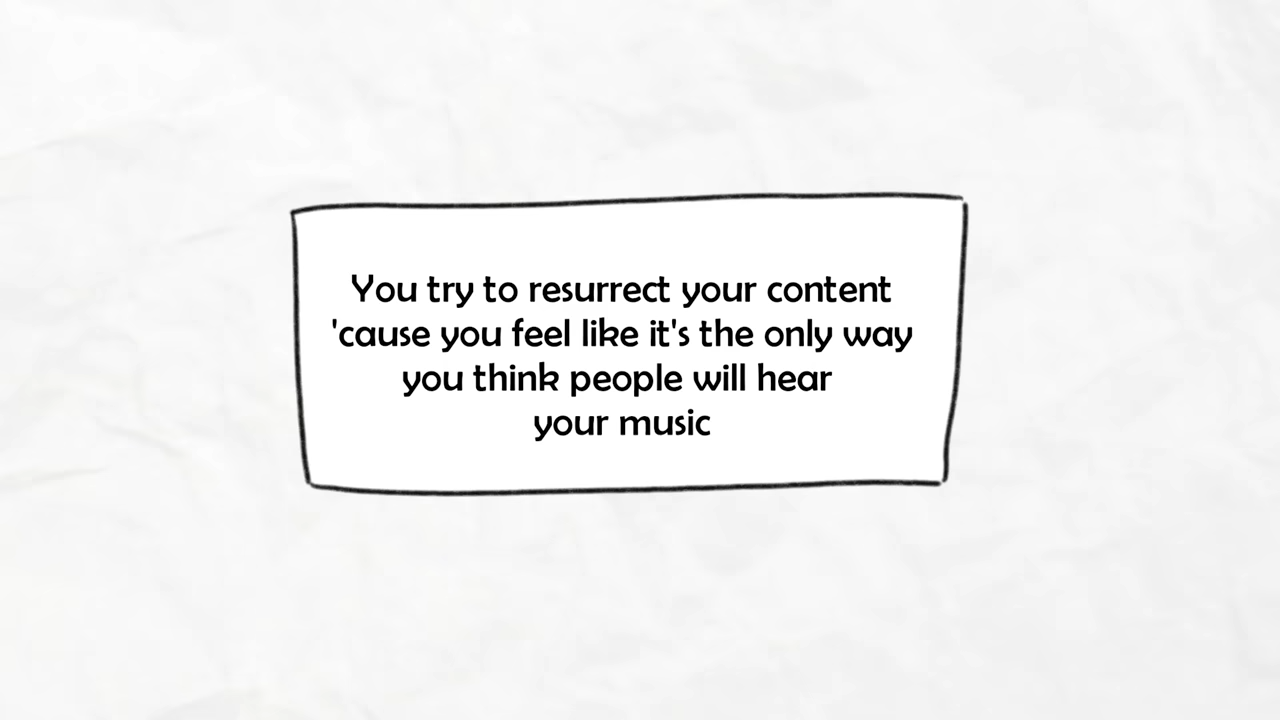 You try to resurrect your content
'cause you feel like it's the only way
you think people will hear
your music